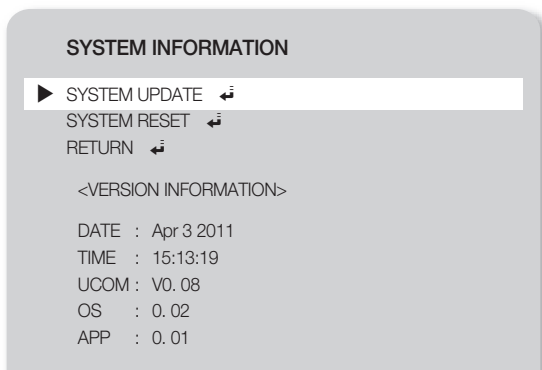 SYSTEM INFORMATION
▶ SYSTEM UPDATE ↲
SYSTEM RESET ↲
RETURN ↲
<VERSION INFORMATION>
DATE : Apr 3 2011
TIME : 15:13:19
UCOM : V0. 08
OS : 0. 02
APP : 0. 01